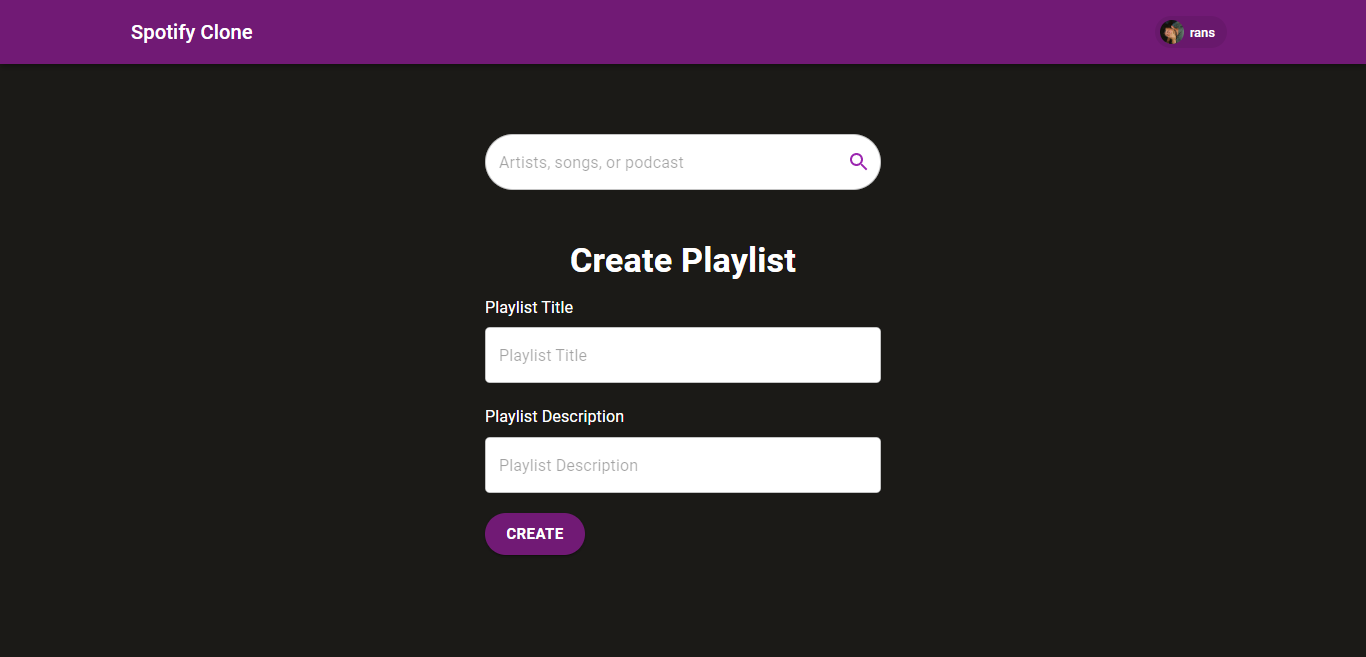 Spotify Clone
rans
Artists, songs, or podcast
Create Playlist
Playlist Title
Playlist Title
Playlist Description
Playlist Description
CREATE